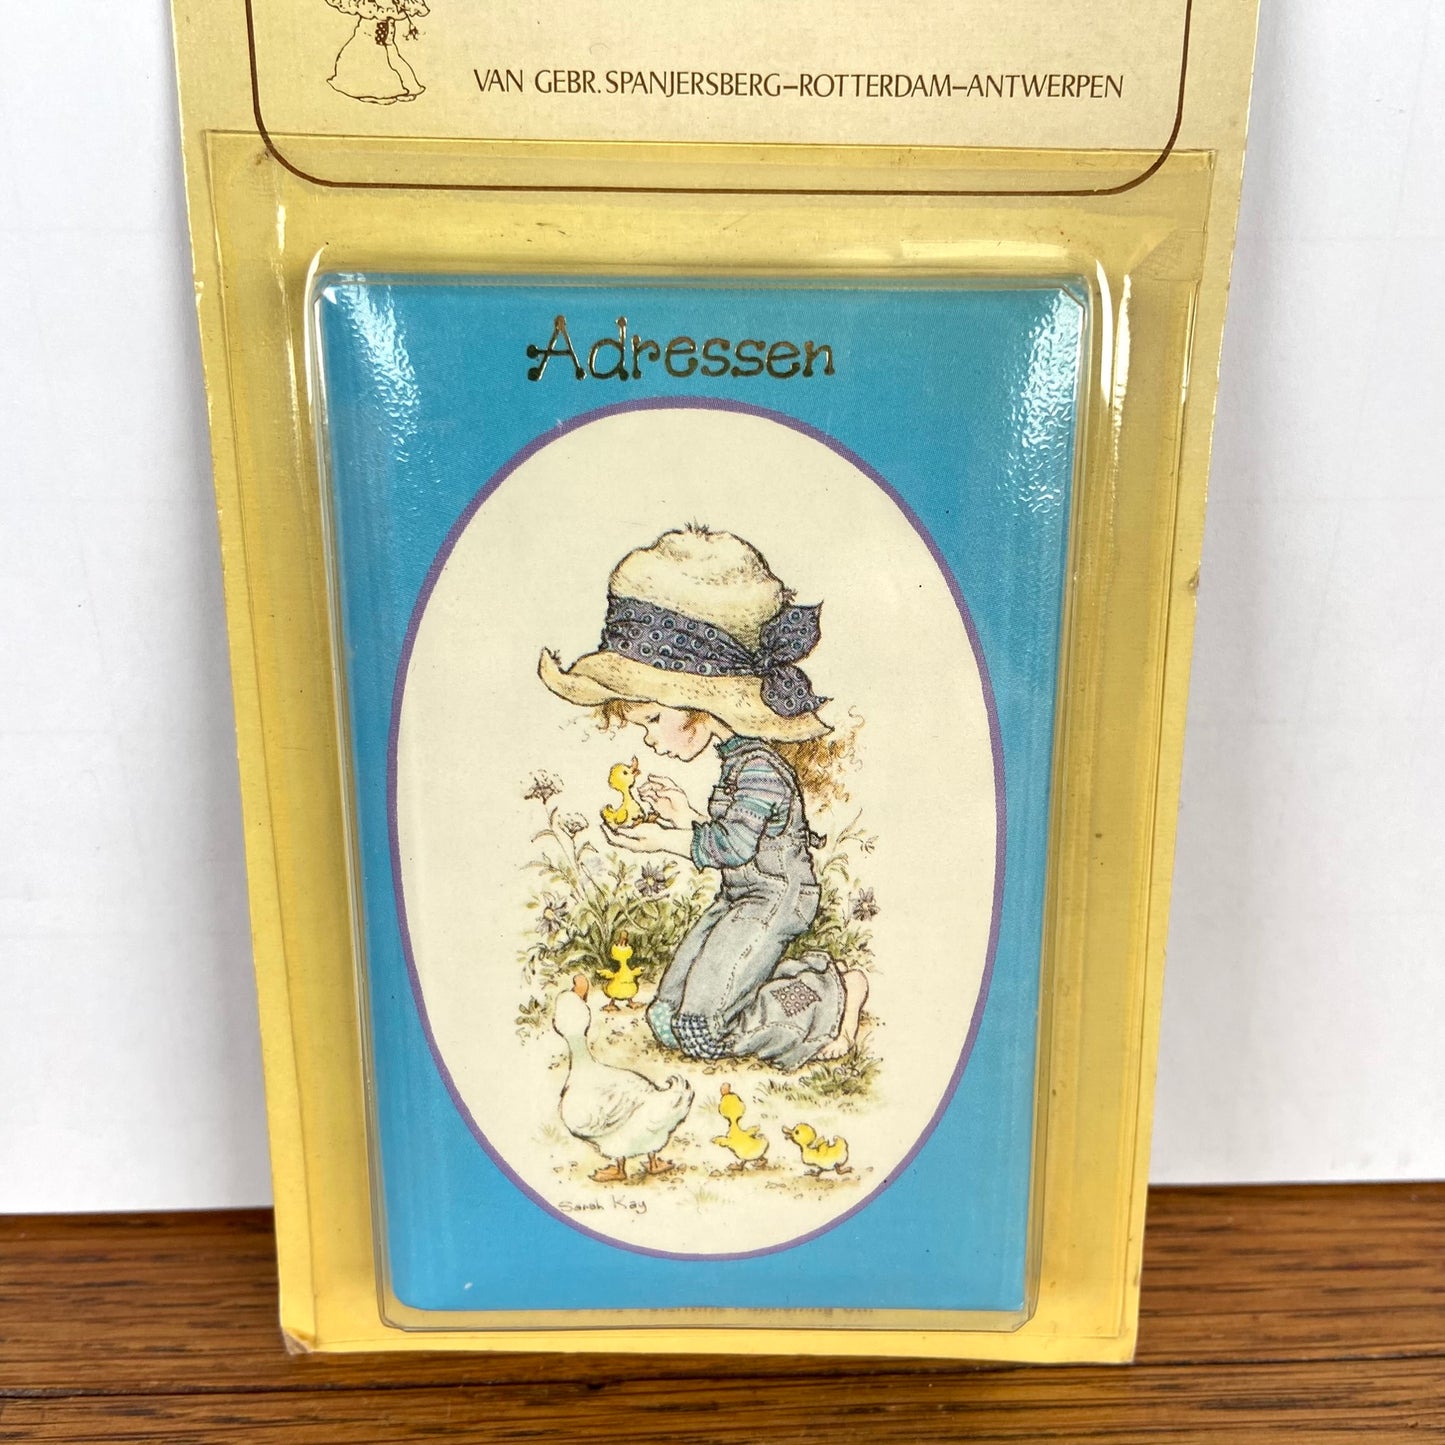 VAN GEBR. SPANJERSBERG–ROTTERDAM–ANTWERPEN
Adressen
Sarah Kay